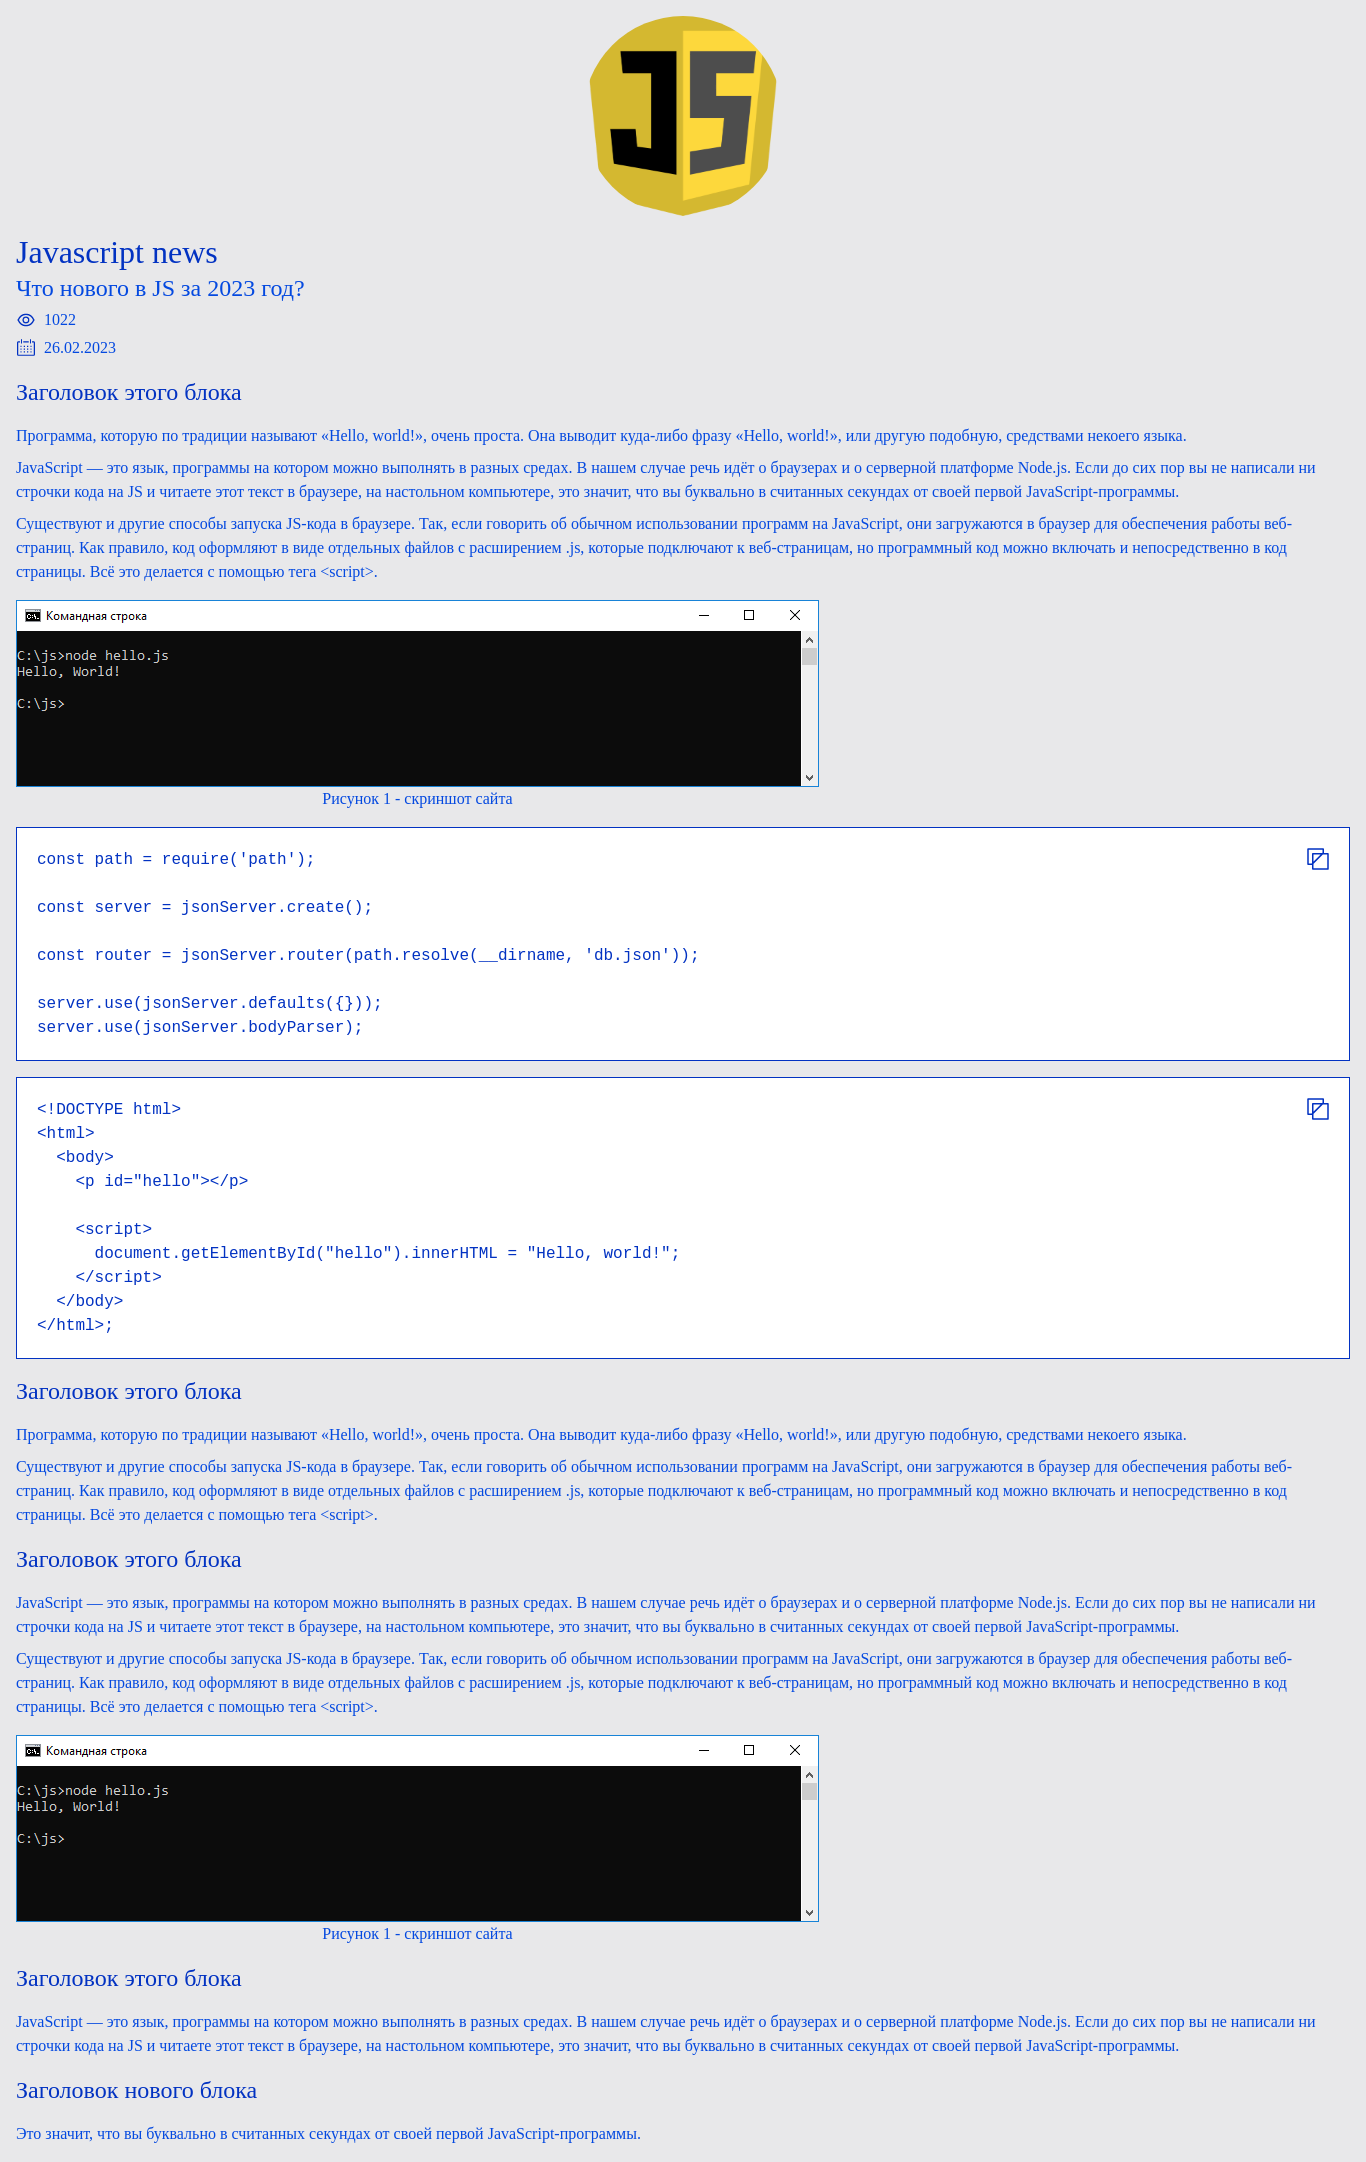 JS
Javascript news
Что нового в JS за 2023 год?
1022
26.02.2023
Заголовок этого блока
Программа, которую по традиции называют «Hello, world!», очень проста. Она выводит куда-либо фразу «Hello, world!», или другую подобную, средствами некоего языка.
JavaScript — это язык, программы на котором можно выполнять в разных средах. В нашем случае речь идёт о браузерах и о серверной платформе Node.js. Если до сих пор вы не написали ни
строчки кода на JS и читаете этот текст в браузере, на настольном компьютере, это значит, что вы буквально в считанных секундах от своей первой JavaScript-программы.
Существуют и другие способы запуска JS-кода в браузере. Так, если говорить об обычном использовании программ на JavaScript, они загружаются в браузер для обеспечения работы веб-
страниц. Как правило, код оформляют в виде отдельных файлов с расширением .js, которые подключают к веб-страницам, но программный код можно включать и непосредственно в код
страницы. Всё это делается с помощью тега <script>.
Командная строка
C:\js>node hello.js
Hello, World!
C:\js>
Рисунок 1 - скриншот сайта
const path = require('path');
const server = jsonServer.create();
const router = jsonServer.router(path.resolve(__dirname, 'db.json'));
server.use(jsonServer.defaults({}));
server.use(jsonServer.bodyParser);
<!DOCTYPE html>
<html>
  <body>
    <p id="hello"></p>
    <script>
      document.getElementById("hello").innerHTML = "Hello, world!";
    </script>
  </body>
</html>;
Заголовок этого блока
Программа, которую по традиции называют «Hello, world!», очень проста. Она выводит куда-либо фразу «Hello, world!», или другую подобную, средствами некоего языка.
Существуют и другие способы запуска JS-кода в браузере. Так, если говорить об обычном использовании программ на JavaScript, они загружаются в браузер для обеспечения работы веб-
страниц. Как правило, код оформляют в виде отдельных файлов с расширением .js, которые подключают к веб-страницам, но программный код можно включать и непосредственно в код
страницы. Всё это делается с помощью тега <script>.
Заголовок этого блока
JavaScript — это язык, программы на котором можно выполнять в разных средах. В нашем случае речь идёт о браузерах и о серверной платформе Node.js. Если до сих пор вы не написали ни
строчки кода на JS и читаете этот текст в браузере, на настольном компьютере, это значит, что вы буквально в считанных секундах от своей первой JavaScript-программы.
Существуют и другие способы запуска JS-кода в браузере. Так, если говорить об обычном использовании программ на JavaScript, они загружаются в браузер для обеспечения работы веб-
страниц. Как правило, код оформляют в виде отдельных файлов с расширением .js, которые подключают к веб-страницам, но программный код можно включать и непосредственно в код
страницы. Всё это делается с помощью тега <script>.
Командная строка
C:\js>node hello.js
Hello, World!
C:\js>
Рисунок 1 - скриншот сайта
Заголовок этого блока
JavaScript — это язык, программы на котором можно выполнять в разных средах. В нашем случае речь идёт о браузерах и о серверной платформе Node.js. Если до сих пор вы не написали ни
строчки кода на JS и читаете этот текст в браузере, на настольном компьютере, это значит, что вы буквально в считанных секундах от своей первой JavaScript-программы.
Заголовок нового блока
Это значит, что вы буквально в считанных секундах от своей первой JavaScript-программы.